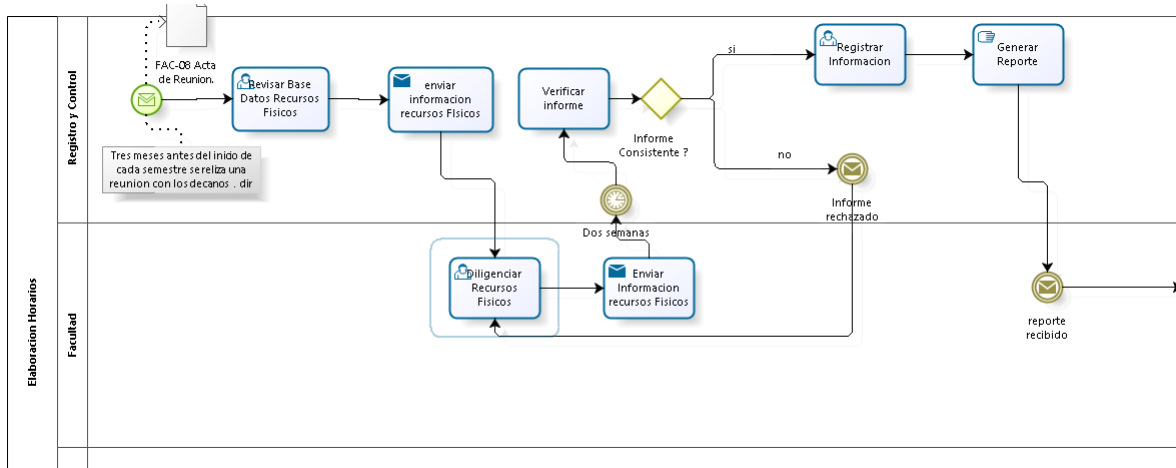 Elaboracion Horarios
Registro y Control
FAC-08 Acta
de Reunion.
Tres meses antes del inicio de
cada semestre se reliza una
reunion con los decanos . dir
Revisar Base
Datos Recursos
Fisicos
enviar
informacion
recursos FIsicos
Verificar
informe
Informe
Consistente ?
si
no
Registrar
Informacion
Generar
Reporte
Informe
rechazado
Dos semanas
Facultad
Diligenciar
Recursos
Fisicos
Enviar
Informacion
recursos Fisicos
reporte
recibido